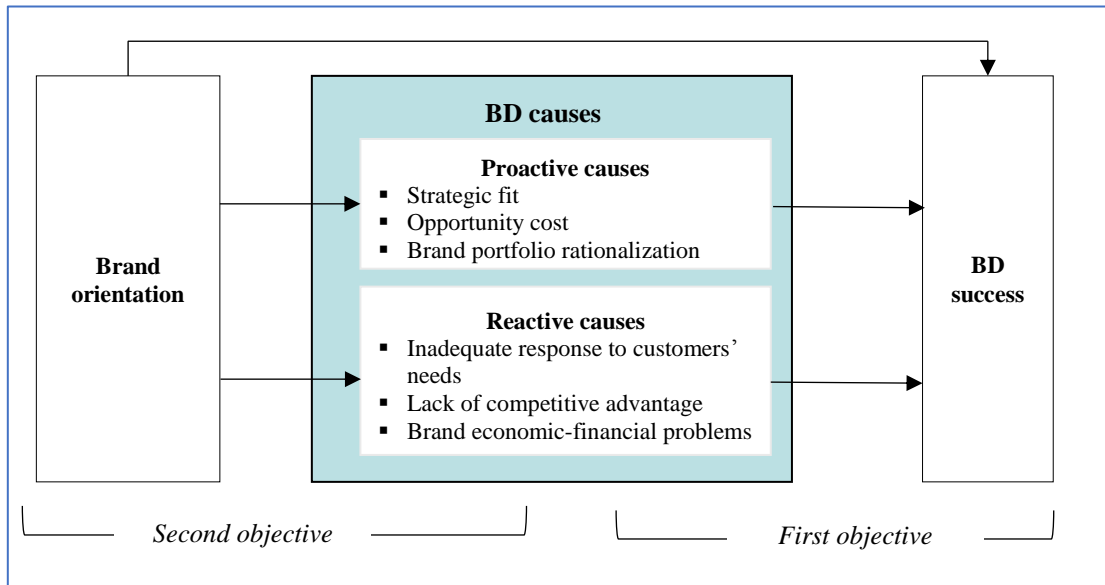 BD causes
Proactive causes
▪ Strategic fit
▪ Opportunity cost
▪ Brand portfolio rationalization
Brand
orientation
BD
success
Reactive causes
▪ Inadequate response to customers’
needs
▪ Lack of competitive advantage
▪ Brand economic-financial problems
Second objective
First objective